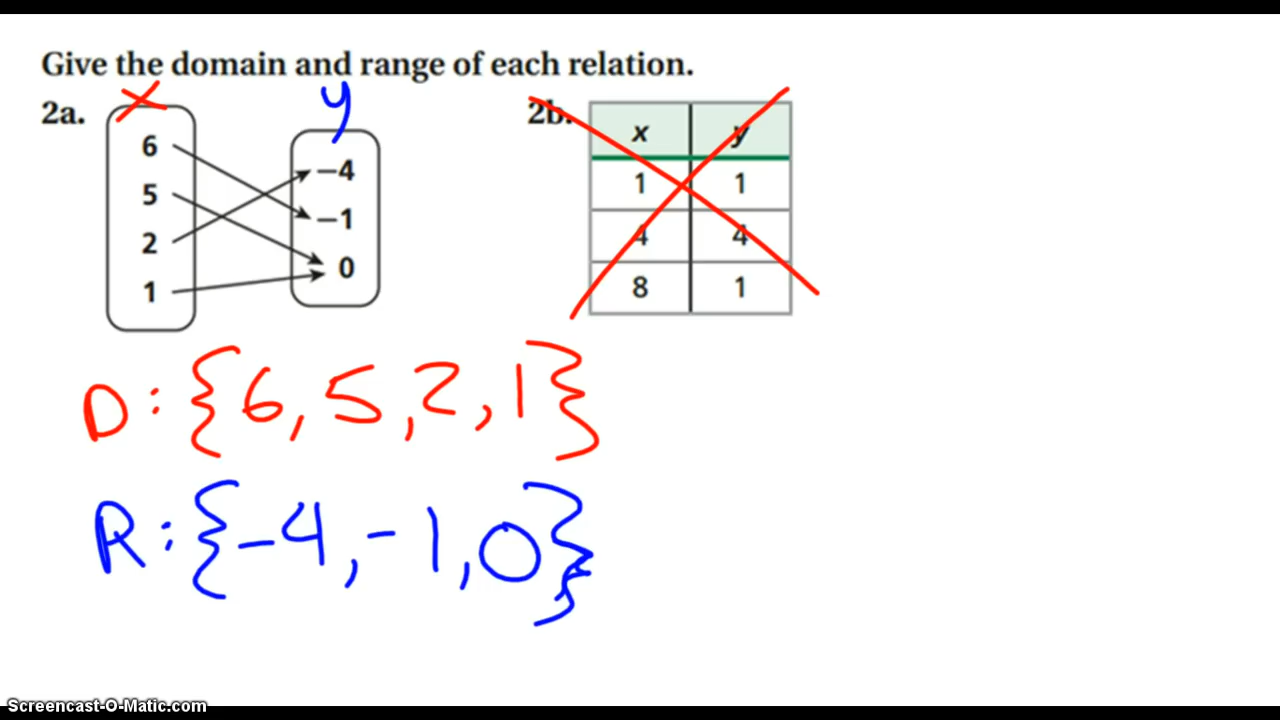 Give the domain and range of each relation.
2a.
x
y
6
5
2
1
−4
−1
0
2b.
x y
1 1
4 4
8 1
D: {6, 5, 2, 1}
R: {-4, -1, 0}
Screencast-O-Matic.com